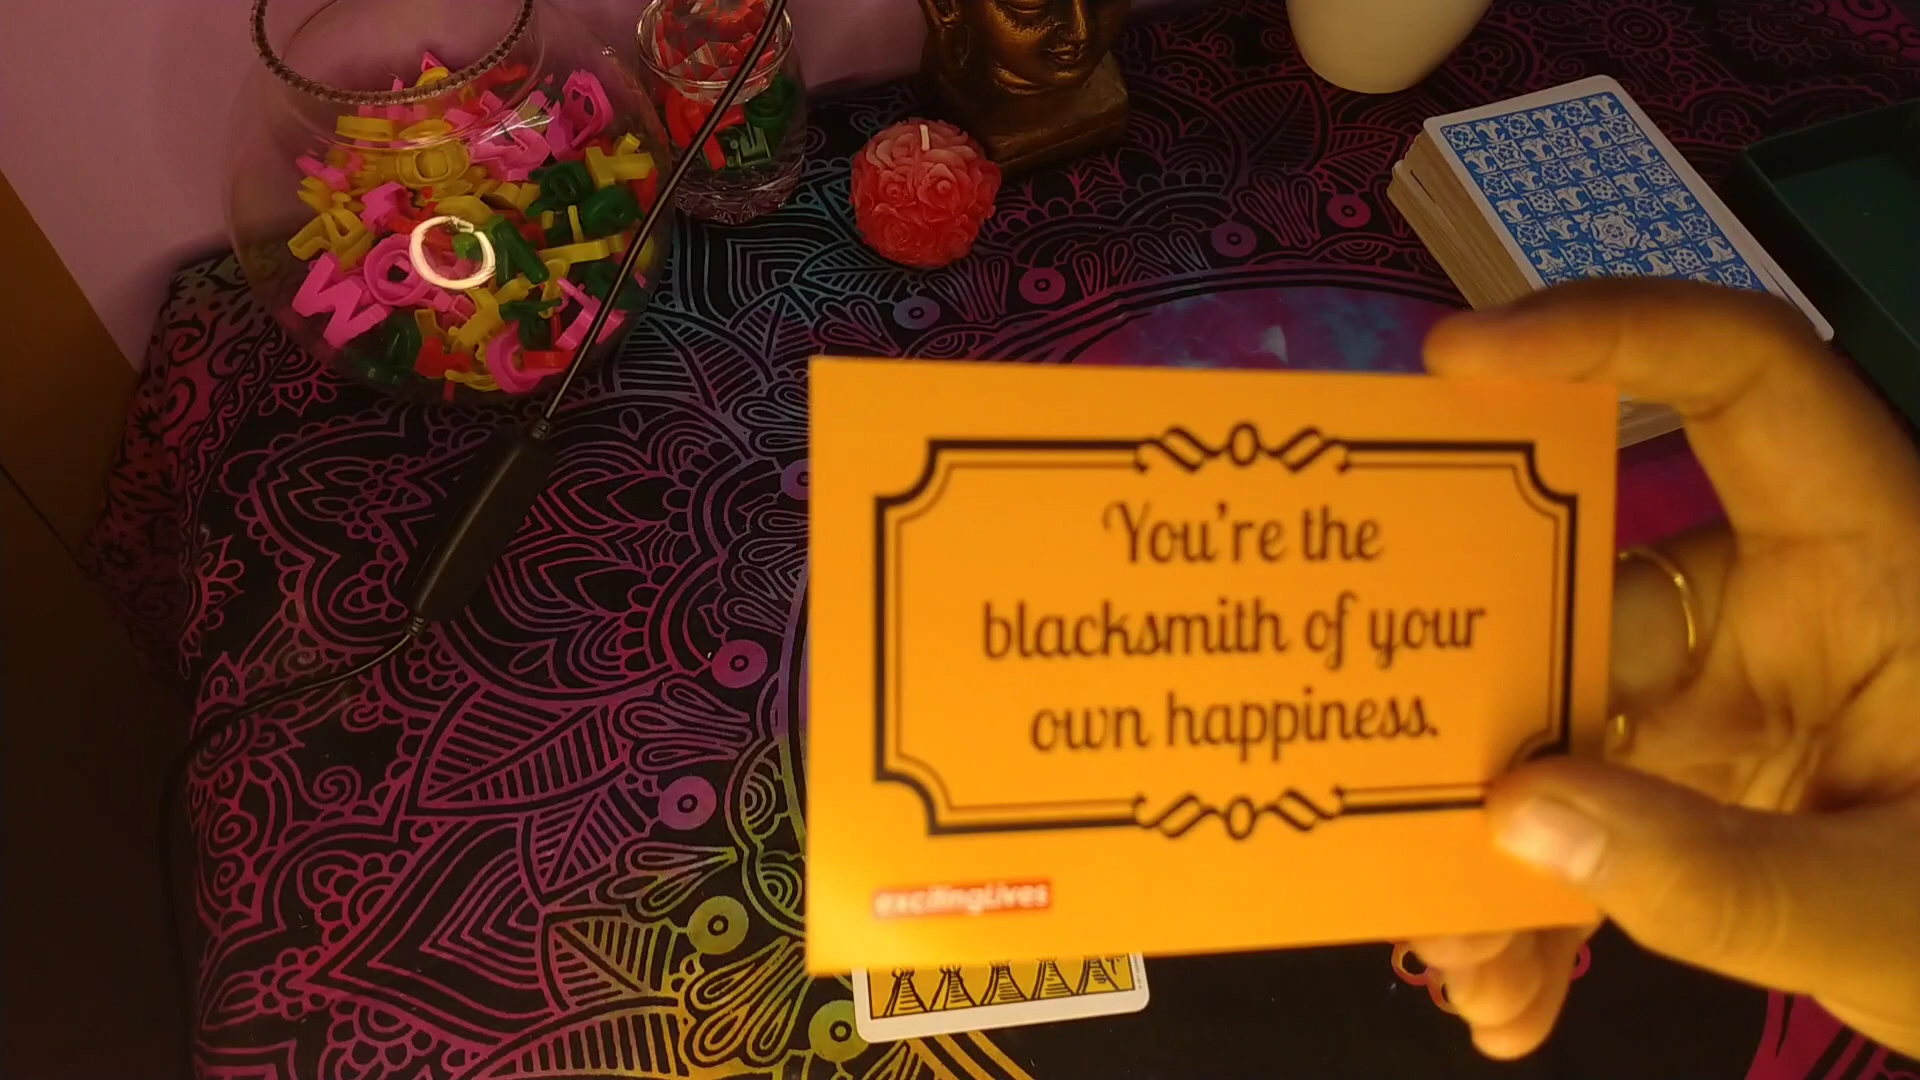 You're the
blacksmith of your
own happiness.
excitingLives